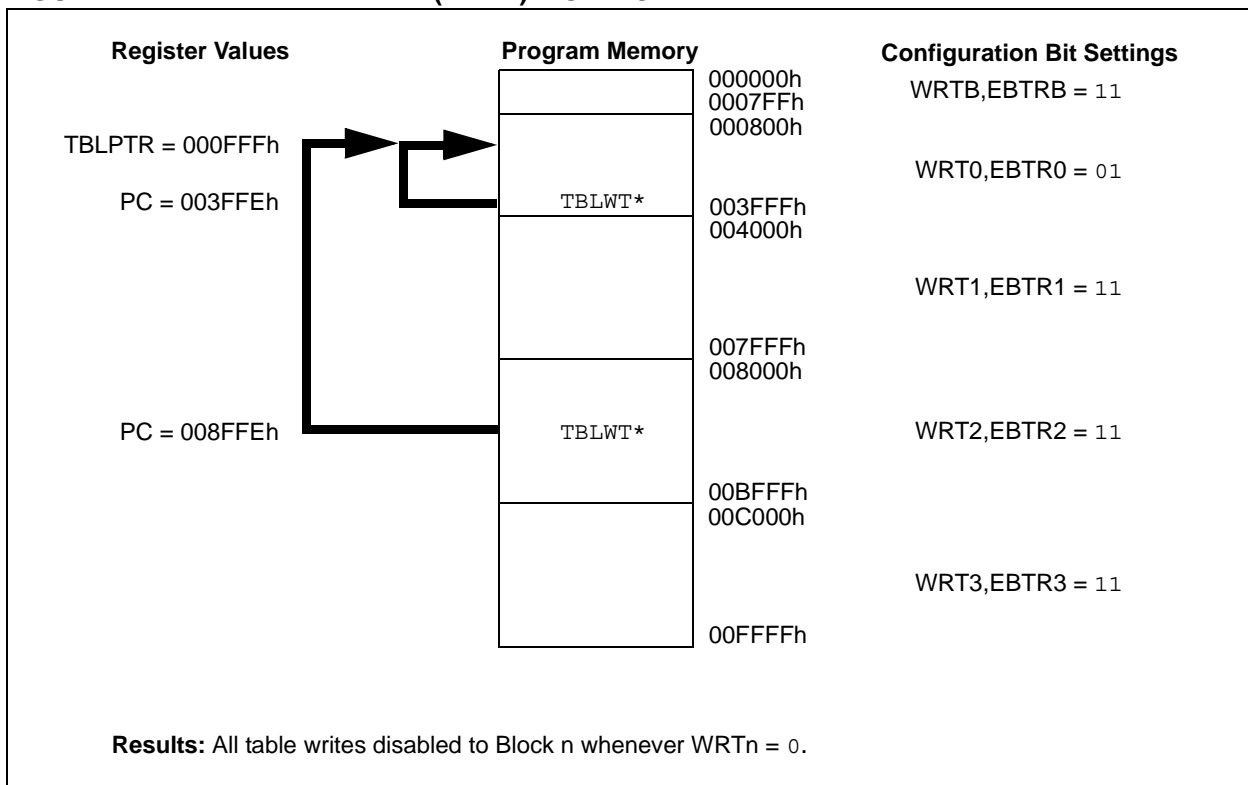 Register Values Program Memory Configuration Bit Settings
000000h WRTB,EBTRB = 11
0007FFh
000800h
TBLPTR = 000FFFh
WRT0,EBTR0 = 01
PC = 003FFEh TBLWT* 003FFFh
004000h
WRT1,EBTR1 = 11
007FFFh
008000h
PC = 008FFEh TBLWT* WRT2,EBTR2 = 11
00BFFFh
00C000h
WRT3,EBTR3 = 11
00FFFFh
Results: All table writes disabled to Block n whenever WRTn = 0.